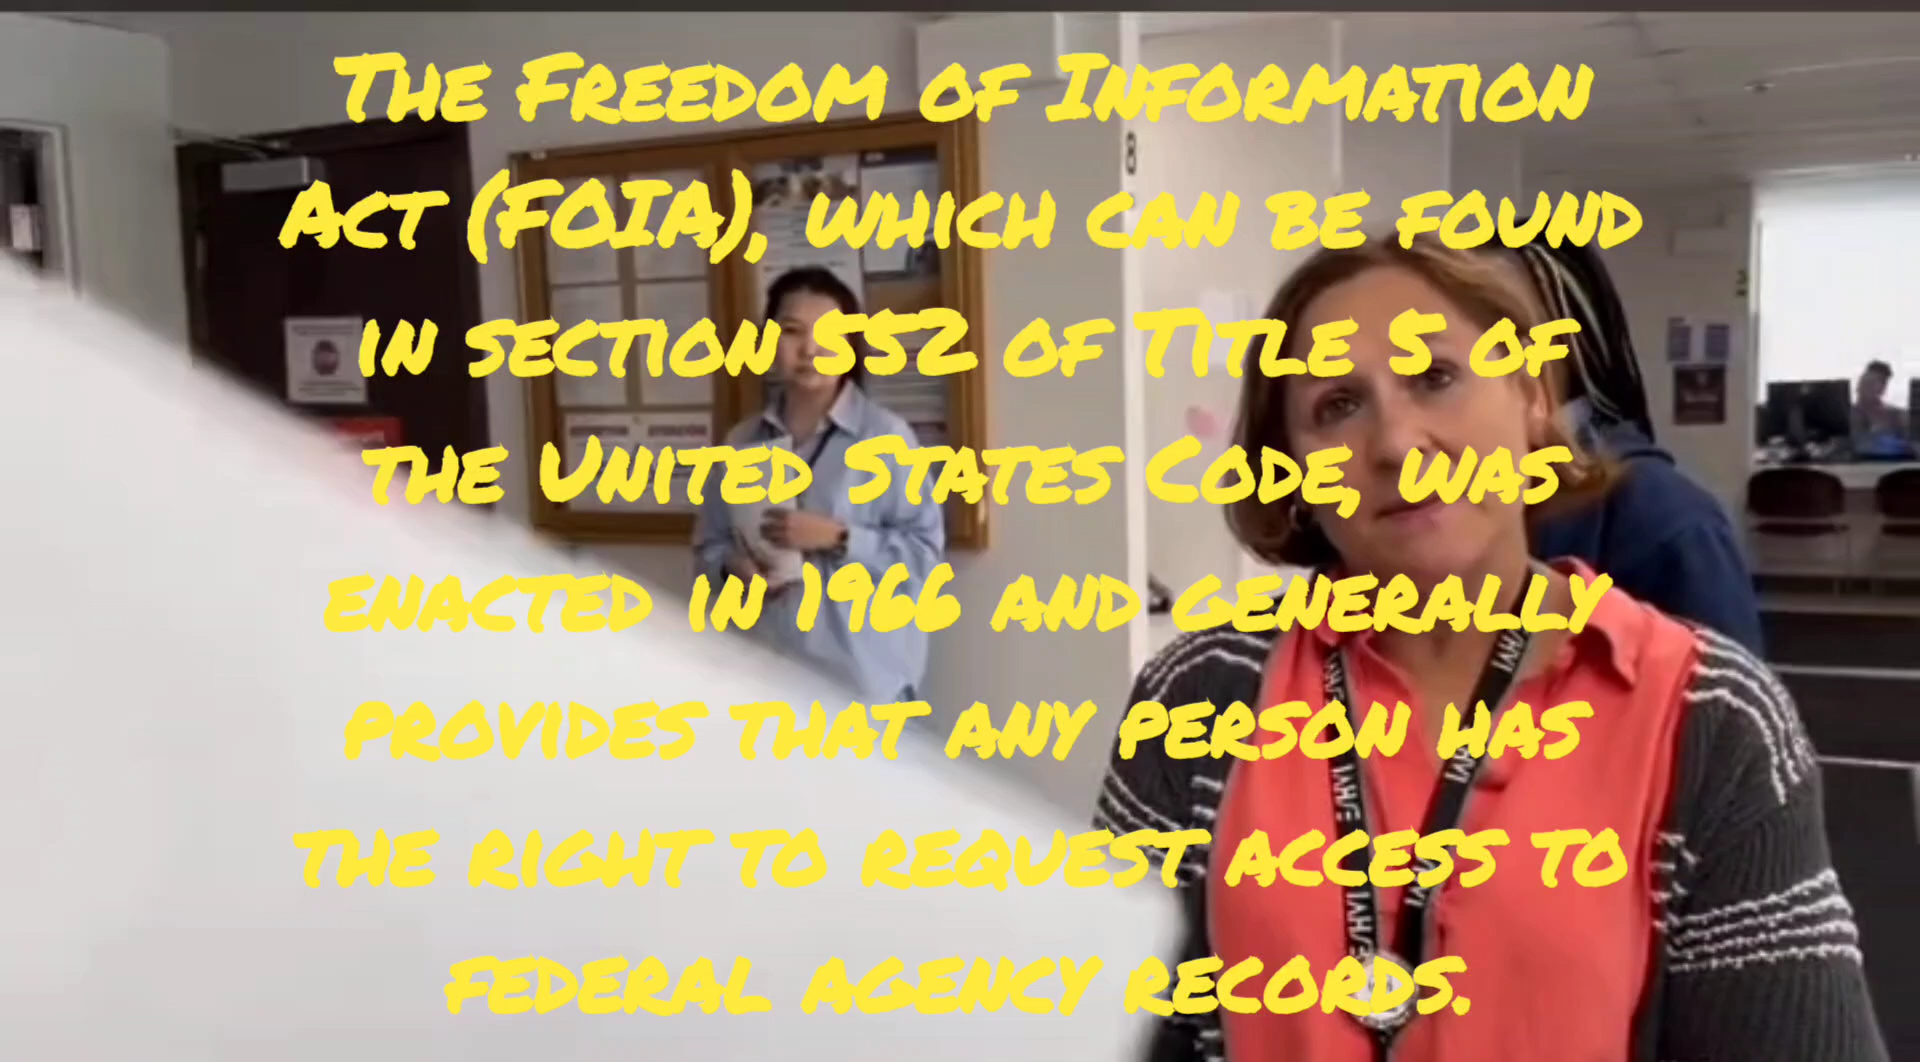 The Freedom of Information
Act (FOIA), which can be found
in section 552 of Title 5 of
the United States Code, was
enacted in 1966 and generally
provides that any person has
the right to request access to
federal agency records.
8